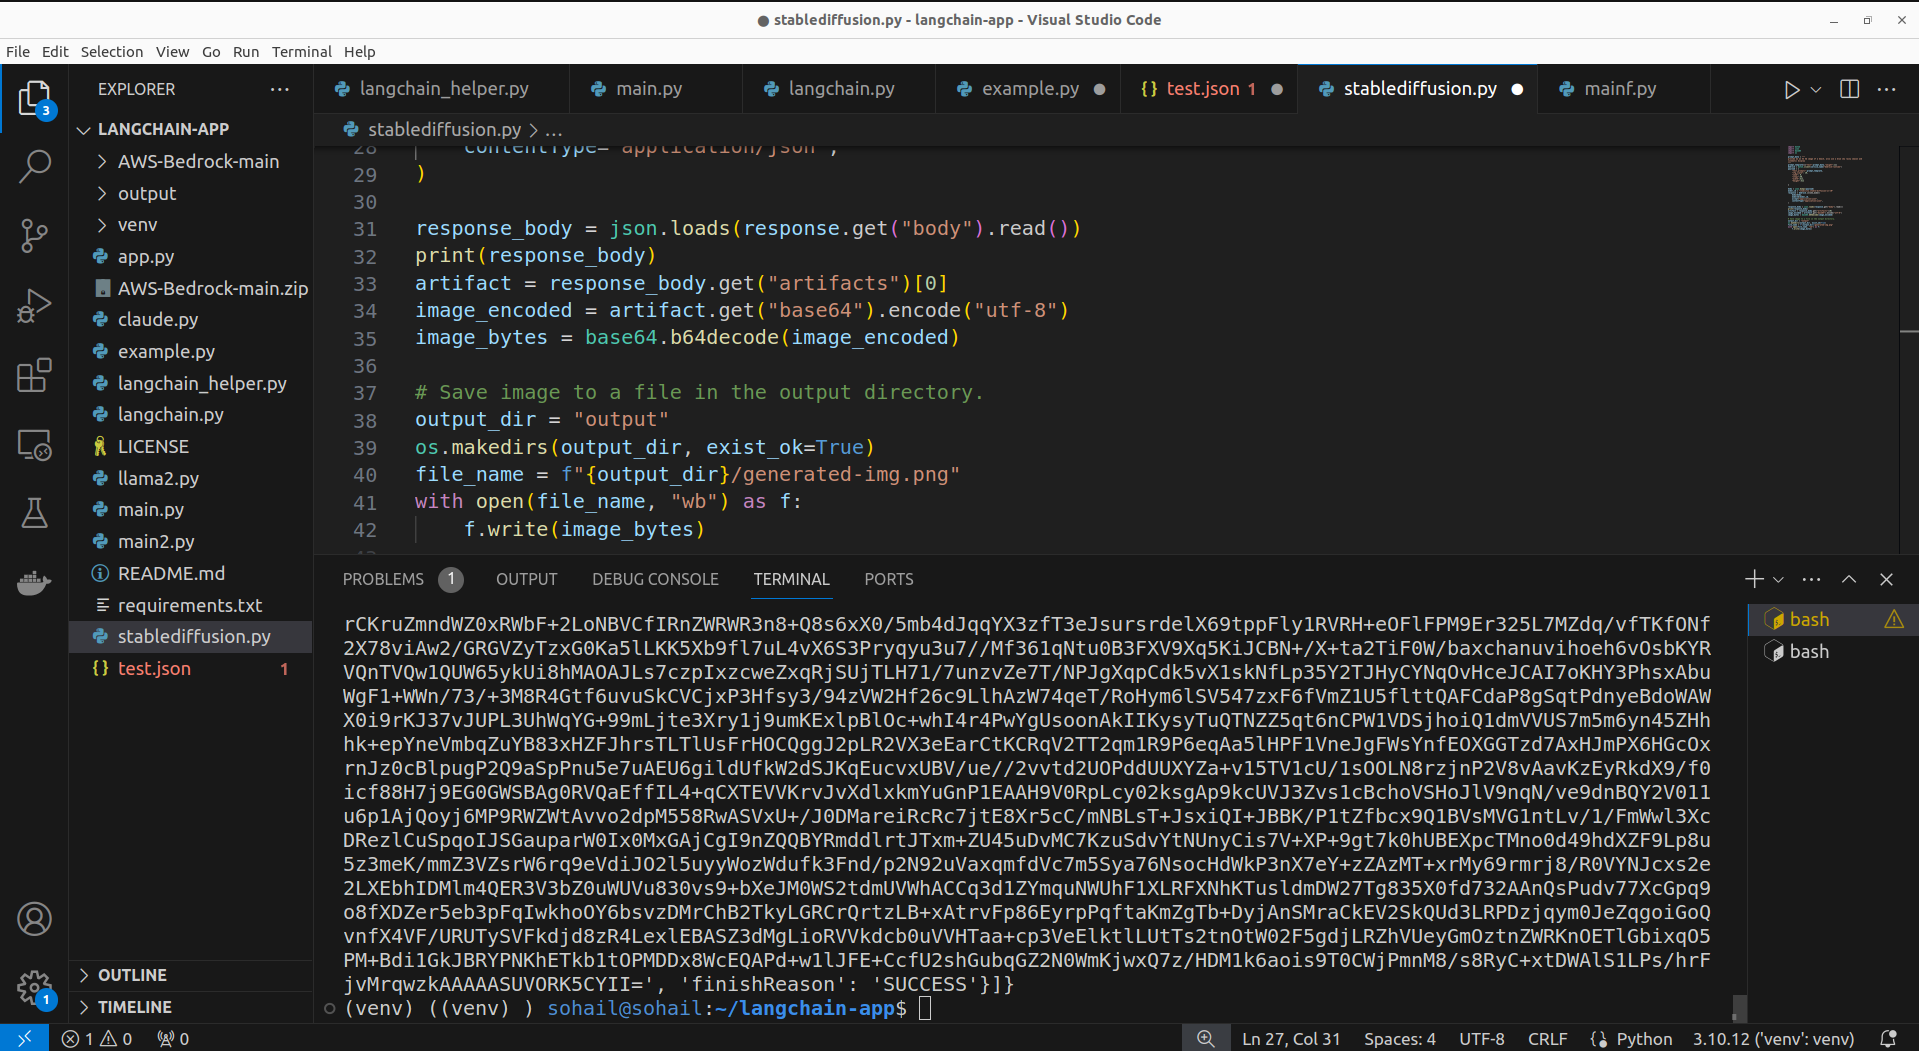 ● stablediffusion.py - langchain-app - Visual Studio Code
File Edit Selection View Go Run Terminal Help
3
EXPLORER
LANGCHAIN-APP
AWS-Bedrock-main
output
venv
app.py
AWS-Bedrock-main.zip
claude.py
example.py
langchain_helper.py
langchain.py
LICENSE
llama2.py
main.py
main2.py
README.md
requirements.txt
stablediffusion.py
test.json 1
OUTLINE
TIMELINE
1
langchain_helper.py main.py langchain.py example.py ● {} test.json 1 ● stablediffusion.py ● mainf.py
stablediffusion.py > ...
28 contentType="application/json",
29 )
30
31 response_body = json.loads(response.get("body").read())
32 print(response_body)
33 artifact = response_body.get("artifacts")[0]
34 image_encoded = artifact.get("base64").encode("utf-8")
35 image_bytes = base64.b64decode(image_encoded)
36
37 # Save image to a file in the output directory.
38 output_dir = "output"
39 os.makedirs(output_dir, exist_ok=True)
40 file_name = f"{output_dir}/generated-img.png"
41 with open(file_name, "wb") as f:
42 f.write(image_bytes)
PROBLEMS 1 OUTPUT DEBUG CONSOLE TERMINAL PORTS
rCKruZmndWZ0xRWbF+2LoNBVCfIRnZWRWR3n8+Q8s6xX0/5mb4dJqqYX3zfT3eJsursrdelX69tppFly1RVRH+eOFlFPM9Er325L7MZdq/vfTKfONf
2X78viAw2/GRGVZyTzxG0Ka5lLKK5Xb9fl7uL4vX6S3Pryqyu3u7//Mf361qNtu0B3FXV9Xq5KiJCBN+/X+ta2TiF0W/baxchanuvihoeh6vOsbKYR
VQnTVQw1QUW65ykUi8hMAOAJLs7czpIxzcweZxqRjSUjTLH71/7unzvZe7T/NPJgXqpCdk5vX1skNfLp35Y2TJHyCYNqOvHceJCAI7oKHY3PhsxAbu
WgF1+WWn/73/+3M8R4Gtf6uvuSkCVCjxP3Hfsy3/94zVW2Hf26c9LlhAzW74qeT/RoHym6lSV547zxF6fVmZ1U5flttQAFCdaP8gSqtPdnyeBdoWAW
X0i9rKJ37vJUPL3UhWqYG+99mLjte3Xry1j9umKExlpBlOc+whI4r4PwYgUsoonAkIIKysyTuQTNZZ5qt6nCPW1VDSjhoiQ1dmVVUS7m5m6yn45ZHh
hk+epYneVmbqZuYB83xHZFJhrsTLTlUsFrHOCQggJ2pLR2VX3eEarCtKCRqV2TT2qm1R9P6eqAa5lHPF1VneJgFWsYnfEOXGGTzd7AxHJmPX6HGcOx
rnJz0cBlpugP2Q9aSpPnu5e7uAEU6gildUfkW2dSJKqEucvxUBV/ue//2vvtd2UOPddUUXYZa+v15TV1cU/1sOOLN8rzjnP2V8vAavKzEyRkdX9/f0
icf88H7j9EG0GWSBAg0RVQaEffIL4+qCXTEVVKrvJvXdlxkmYuGnP1EAAH9V0RpLcy02ksgAp9kcUVJ3Zvs1cBchoVSHoJlV9nqN/ve9dnBQY2V011
u6p1AjQoyj6MP9RWZWtAvvo2dpM558RwASVxU+/J0DMareiRcRc7jtE8Xr5cC/mNBLsT+JsxiQI+JBBK/P1tZfbcx9Q1BVsMVG1ntLv/1/FmWwl3Xc
DRezlCuSpqoIJSGauparW0Ix0MxGAjCgI9nZQQBYRmddlrtJTxm+ZU45uDvMC7KzuSdvYtNUnyCis7V+XP+9gt7k0hUBEXpcTMno0d49hdXZF9Lp8u
5z3meK/mmZ3VZsrW6rq9eVdiJO2l5uyyWozWdufk3Fnd/p2N92uVaxqmfdVc7m5Sya76NsocHdWkP3nX7eY+zZAzMT+xrMy69rmrj8/R0VYNJcxs2e
2LXEbhIDMlm4QER3V3bZ0uWUVu830vs9+bXeJM0WS2tdmUVWhACCq3d1ZYmquNWUhF1XLRFXNhKTusldmDW27Tg835X0fd732AAnQsPudv77XcGpq9
o8fXDZer5eb3pFqIwkhoOY6bsvzDMrChB2TkyLGRCrQrtzLB+xAtrvFp86EyrpPqftaKmZgTb+DyjAnSMraCkEV2SkQUd3LRPDzjqym0JeZqgoiGoQ
vnfX4VF/URUTySVFkdjd8zR4LexlEBASZ3dMgLioRVVkdcb0uVVHTaa+cp3VeElktlLUtTs2tnOtW02F5gdjLRZhVUeyGmOztnZWRKnOETlGbixqO5
PM+Bdi1GkJBRYPNKhETkb1tOPMDDx8WcEQAPd+w1lJFE+CcfU2shGubqGZ2N0WmKjwxQ7z/HDM1k6aois9T0CWjPmnM8/s8RyC+xtDWAlS1LPs/hrF
jvMrqwzkAAAAASUVORK5CYII=', 'finishReason': 'SUCCESS'}]}
(venv) ((venv) ) sohail@sohail:~/langchain-app$
bash
bash
1 0 0 Ln 27, Col 31 Spaces: 4 UTF-8 CRLF {} Python 3.10.12 ('venv': venv)